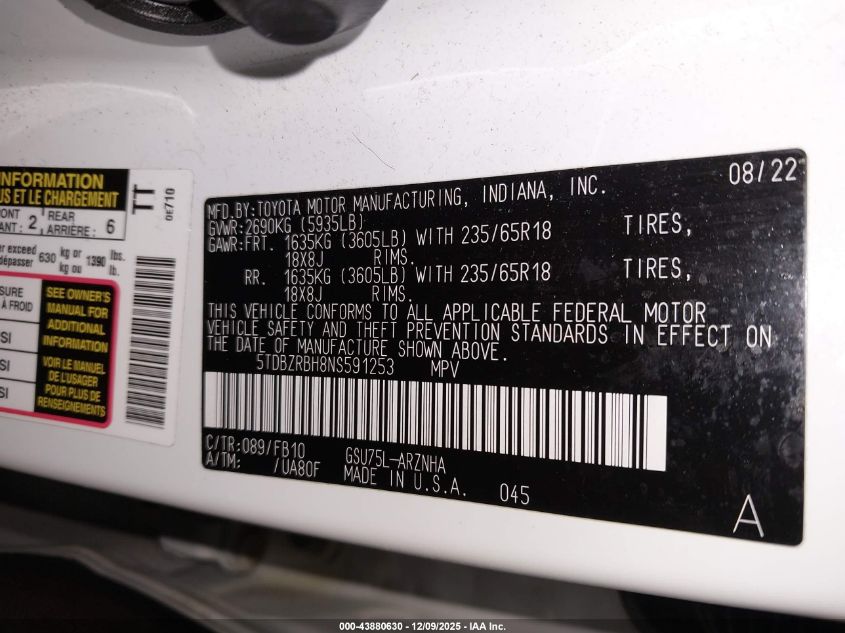 INFORMATION
US ET LE CHARGEMENT
ONT 2 REAR 6
ANT : ARRIÈRE :
er exceed 630 kg or 1390 lbs.
dépasser kg ou lb.
SURE
À FROID
SI
SI
SI
SEE OWNER'S
MANUAL FOR
ADDITIONAL
INFORMATION
VOIR LE MANUEL
DE L'USAGER
POUR PLUS DE
RENSEIGNEMENTS
TT
0E710
08/22
MFD.BY:TOYOTA MOTOR MANUFACTURING, INDIANA, INC.
GVWR:2690KG (5935LB)
GAWR:FRT. 1635KG (3605LB) WITH 235/65R18 TIRES,
18X8J RIMS.
RR. 1635KG (3605LB) WITH 235/65R18 TIRES,
18X8J RIMS.
THIS VEHICLE CONFORMS TO ALL APPLICABLE FEDERAL MOTOR
VEHICLE SAFETY AND THEFT PREVENTION STANDARDS IN EFFECT ON
THE DATE OF MANUFACTURE SHOWN ABOVE.
5TDBZRBH8NS591253 MPV
C/TR:089/FB10 GSU75L-ARZNHA
A/TM: /UA80F MADE IN U.S.A. 045
A
000-43880630 - 12/09/2025 - IAA Inc.